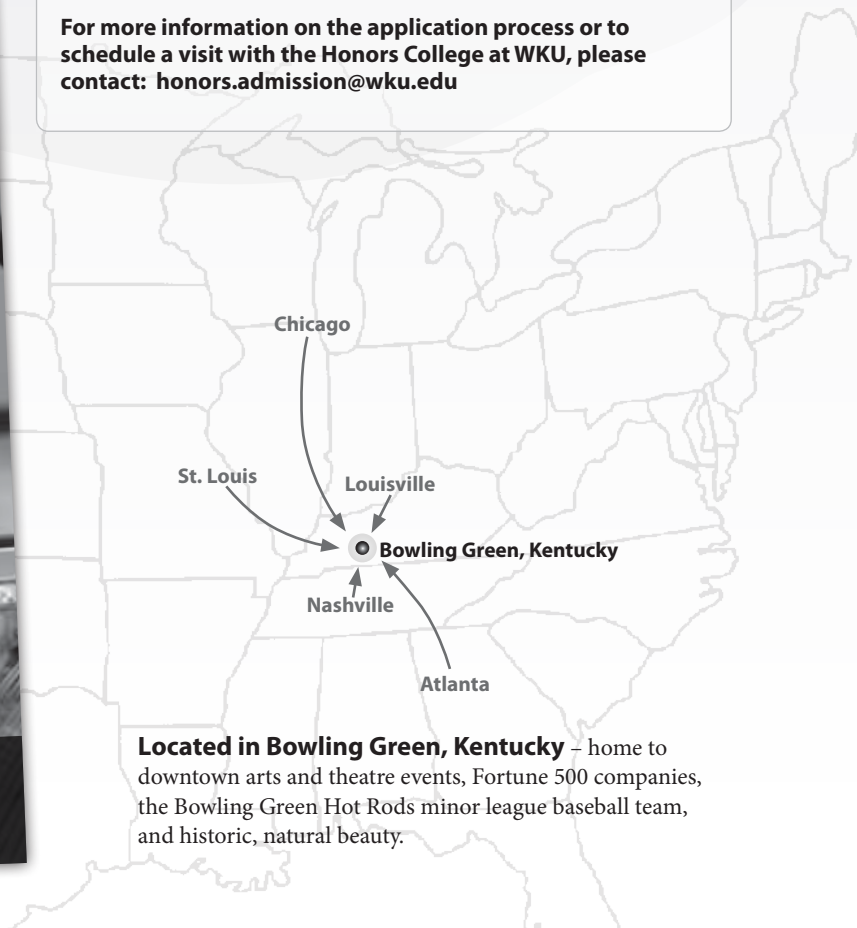 For more information on the application process or to
schedule a visit with the Honors College at WKU, please
contact: honors.admission@wku.edu
Chicago
St. Louis
Louisville
Bowling Green, Kentucky
Nashville
Atlanta
Located in Bowling Green, Kentucky – home to
downtown arts and theatre events, Fortune 500 companies,
the Bowling Green Hot Rods minor league baseball team,
and historic, natural beauty.